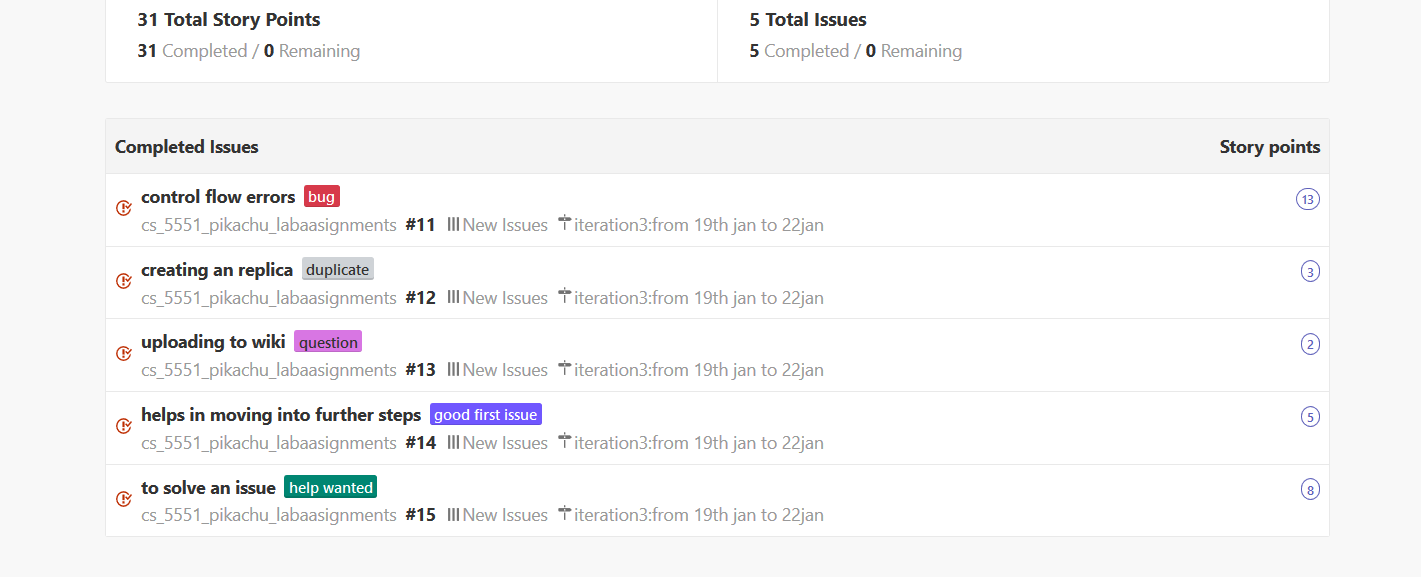 31 Total Story Points
31 Completed / 0 Remaining
5 Total Issues
5 Completed / 0 Remaining
Completed Issues Story points
control flow errors bug 13
cs_5551_pikachu_labaasignments #11 New Issues iteration3:from 19th jan to 22jan
creating an replica duplicate 3
cs_5551_pikachu_labaasignments #12 New Issues iteration3:from 19th jan to 22jan
uploading to wiki question 2
cs_5551_pikachu_labaasignments #13 New Issues iteration3:from 19th jan to 22jan
helps in moving into further steps good first issue 5
cs_5551_pikachu_labaasignments #14 New Issues iteration3:from 19th jan to 22jan
to solve an issue help wanted 8
cs_5551_pikachu_labaasignments #15 New Issues iteration3:from 19th jan to 22jan